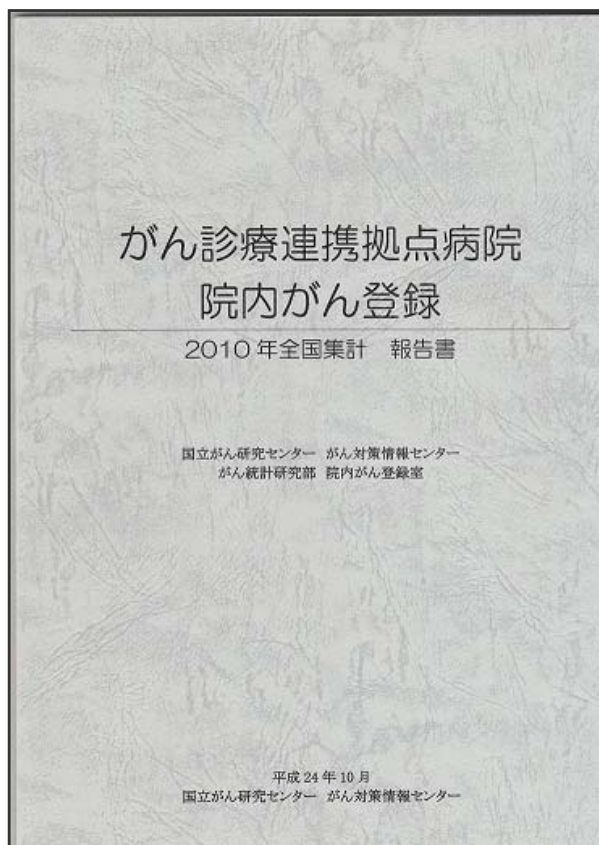 がん診療連携拠点病院
院内がん登録
2010年全国集計　報告書
国立がん研究センター　がん対策情報センター
がん統計研究部　院内がん登録室
平成24年10月
国立がん研究センター　がん対策情報センター